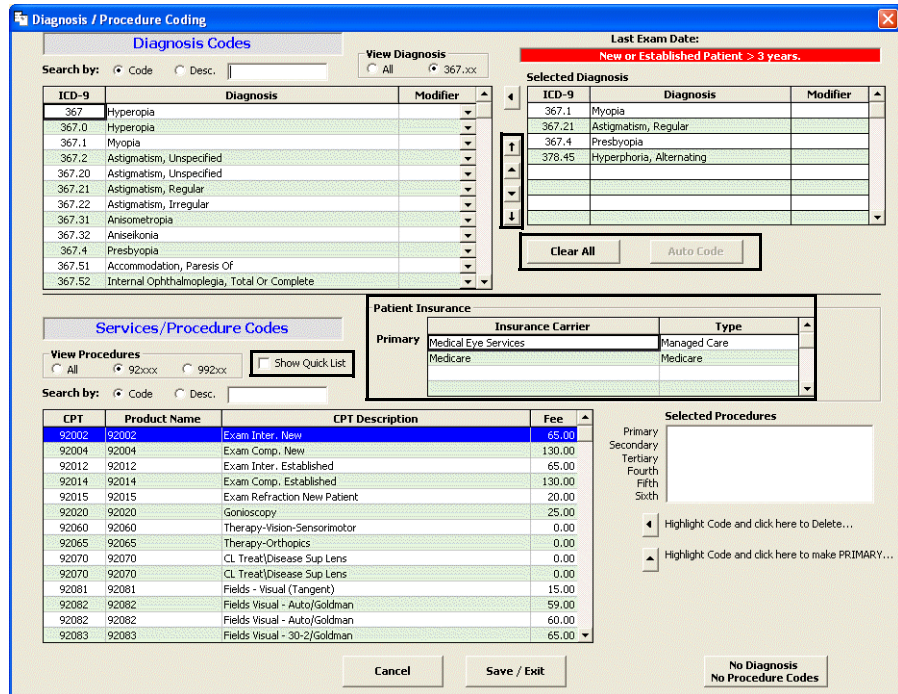 Diagnosis / Procedure Coding
Diagnosis Codes
Search by: Code Desc.
View Diagnosis
All 367.xx
ICD-9 Diagnosis Modifier
367 Hyperopia
367.0 Hyperopia
367.1 Myopia
367.2 Astigmatism, Unspecified
367.20 Astigmatism, Unspecified
367.21 Astigmatism, Regular
367.22 Astigmatism, Irregular
367.31 Anisometropia
367.32 Aniseikonia
367.4 Presbyopia
367.51 Accommodation, Paresis Of
367.52 Internal Ophthalmoplegia, Total Or Complete
Last Exam Date:
New or Established Patient > 3 years.
Selected Diagnosis
ICD-9 Diagnosis Modifier
367.1 Myopia
367.21 Astigmatism, Regular
367.4 Presbyopia
378.45 Hyperphoria, Alternating
Clear All Auto Code
Services/Procedure Codes
View Procedures
All 92xxx 992xx
Show Quick List
Search by: Code Desc.
Patient Insurance
Insurance Carrier Type
Primary Medical Eye Services Managed Care
Medicare Medicare
CPT Product Name CPT Description Fee
92002 92002 Exam Inter. New 65.00
92004 92004 Exam Comp. New 130.00
92012 92012 Exam Inter. Established 65.00
92014 92014 Exam Comp. Established 130.00
92015 92015 Exam Refraction New Patient 20.00
92020 92020 Gonioscopy 25.00
92060 92060 Therapy-Vision-Sensorimotor 0.00
92065 92065 Therapy-Orthopics 0.00
92070 92070 CL Treat\Disease Sup Lens 0.00
92070 92070 CL Treat\Disease Sup Lens 0.00
92081 92081 Fields - Visual (Tangent) 15.00
92082 92082 Fields Visual - Auto/Goldman 59.00
92082 92082 Fields Visual - Auto/Goldman 60.00
92083 92083 Fields Visual - 30-2/Goldman 65.00
Selected Procedures
Primary
Secondary
Tertiary
Fourth
Fifth
Sixth
Highlight Code and click here to Delete...
Highlight Code and click here to make PRIMARY...
Cancel Save / Exit
No Diagnosis
No Procedure Codes